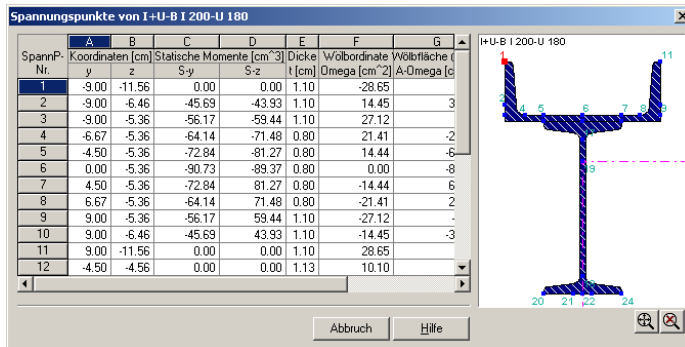 Spannungspunkte von I+U-B I 200-U 180
A B C D E F G
SpannP- Koordinaten [cm] Statische Momente [cm^3] Dicke Wölbordinate Wölbfläche (
Nr. y z S-y S-z t [cm] Omega [cm^2] A-Omega [c
1 -9.00 -11.56 0.00 0.00 1.10 -28.65
2 -9.00 -6.46 -45.69 -43.93 1.10 14.45 3
3 -9.00 -5.36 -56.17 -59.44 1.10 27.12
4 -6.67 -5.36 -64.14 -71.48 0.80 21.41 -2
5 -4.50 -5.36 -72.84 -81.27 0.80 14.44 -6
6 0.00 -5.36 -90.73 -89.37 0.80 0.00 -8
7 4.50 -5.36 -72.84 81.27 0.80 -14.44 6
8 6.67 -5.36 -64.14 71.48 0.80 -21.41 2
9 9.00 -5.36 -56.17 59.44 1.10 -27.12 -
10 9.00 -6.46 -45.69 43.93 1.10 -14.45 -3
11 9.00 -11.56 0.00 0.00 1.10 28.65
12 -4.50 -4.56 0.00 0.00 1.13 10.10
Abbruch Hilfe
I+U-B I 200-U 180
1 11
2
4 5 6 7 8 9
9
20 21 22 24